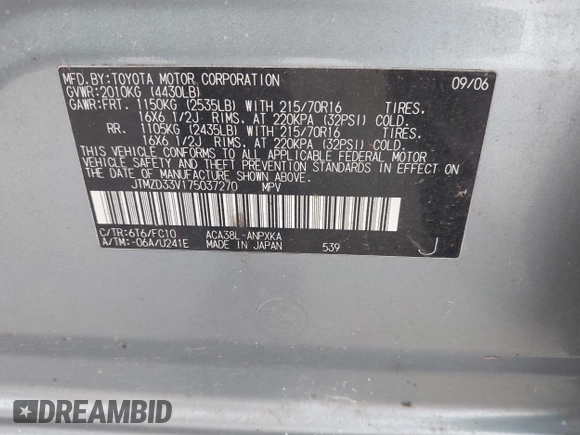 MFD.BY:TOYOTA MOTOR CORPORATION 09/06
GVWR:2010KG (4430LB)
GAWR:FRT. 1150KG (2535LB) WITH 215/70R16 TIRES,
16X6 1/2J RIMS, AT 220KPA (32PSI) COLD.
RR. 1105KG (2435LB) WITH 215/70R16 TIRES,
16X6 1/2J RIMS, AT 220KPA (32PSI) COLD.
THIS VEHICLE CONFORMS TO ALL APPLICABLE FEDERAL MOTOR
VEHICLE SAFETY AND BUMPER STANDARDS IN EFFECT ON
THE DATE OF MANUFACTURE SHOWN ABOVE.
JTMZD33V175037270 MPV
C/TR:6T6/FC10 ACA38L-ANPXKA
A/TM:-06A/U241E MADE IN JAPAN 539 J
DREAMBID